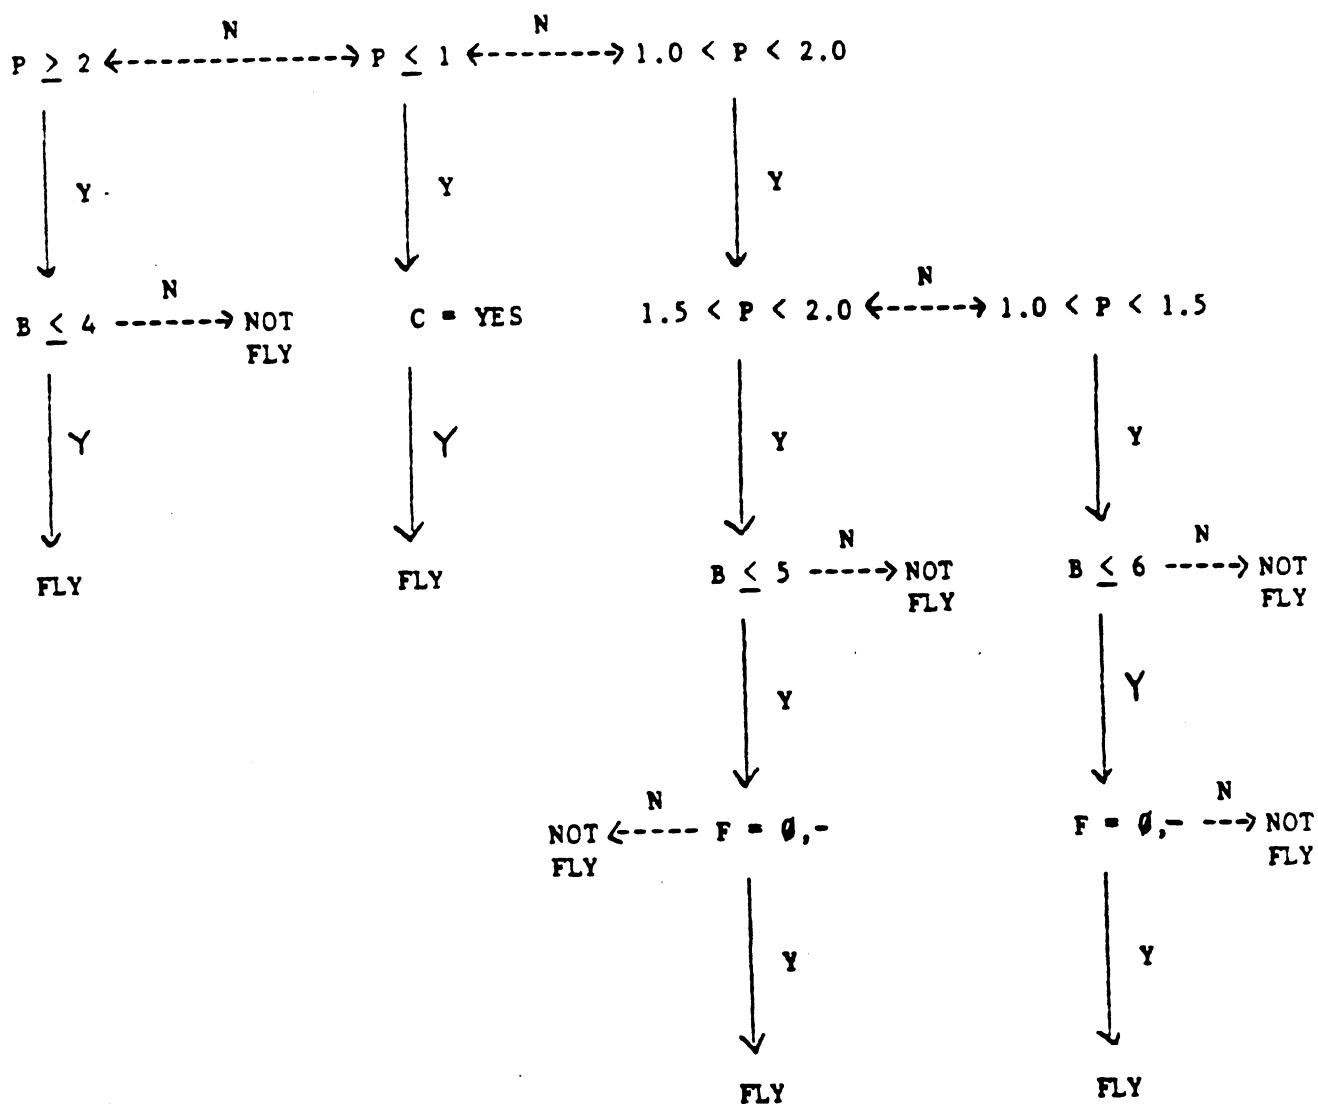 N N
P ≥ 2 <-------------> P ≤ 1 <--------> 1.0 < P < 2.0
Y Y Y
N N
B ≤ 4 -------> NOT C = YES 1.5 < P < 2.0 <-----> 1.0 < P < 1.5
FLY
Y Y Y Y
N N
FLY FLY B ≤ 5 -----> NOT B ≤ 6 -----> NOT
FLY FLY
Y Y
N N
NOT <----- F = Ø,- F = Ø,- ---> NOT
FLY FLY
Y Y
FLY FLY